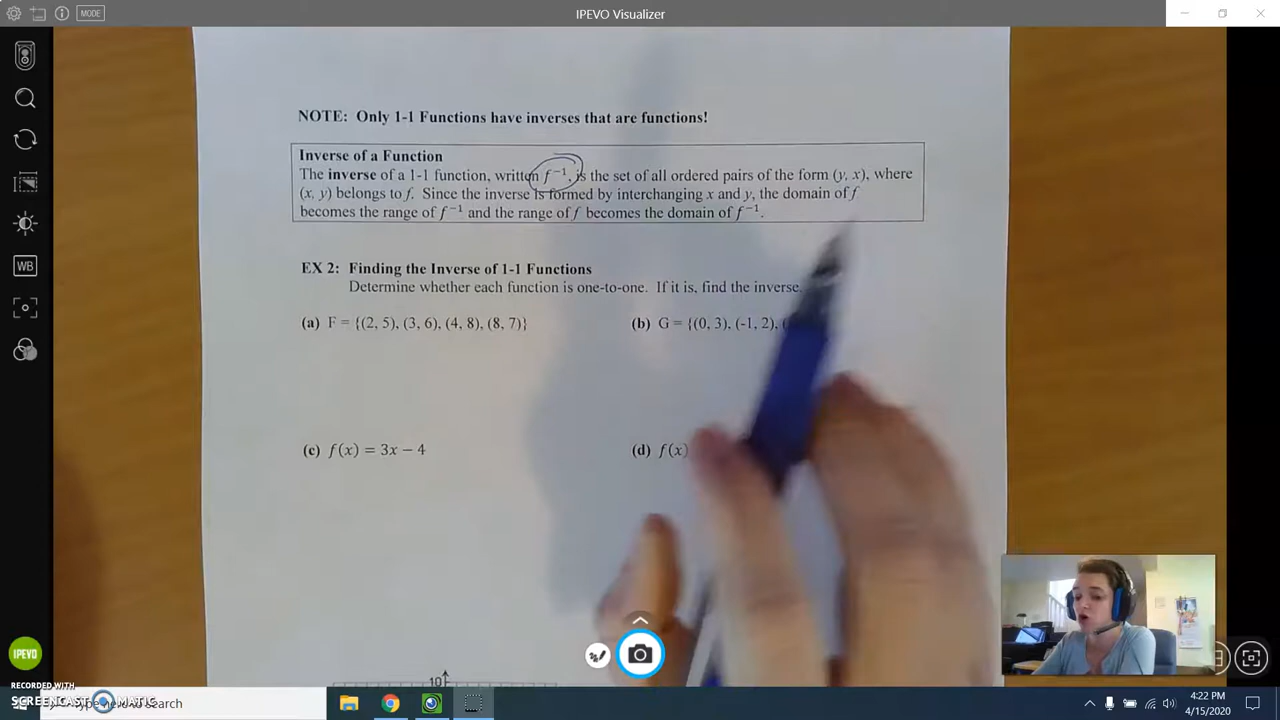 MODE
IPEVO Visualizer
NOTE: Only 1-1 Functions have inverses that are functions!
Inverse of a Function
The inverse of a 1-1 function, written f⁻¹, is the set of all ordered pairs of the form (y, x), where
(x, y) belongs to f. Since the inverse is formed by interchanging x and y, the domain of f
becomes the range of f⁻¹ and the range of f becomes the domain of f⁻¹.
EX 2: Finding the Inverse of 1-1 Functions
Determine whether each function is one-to-one. If it is, find the inverse.
(a) F = {(2, 5), (3, 6), (4, 8), (8, 7)}
(b) G = {(0, 3), (-1, 2),
(c) f(x) = 3x − 4
(d) f(x)
10
WB
IPEVO
RECORDED WITH
SCREENCAST MATIC
here to search
4:22 PM
4/15/2020